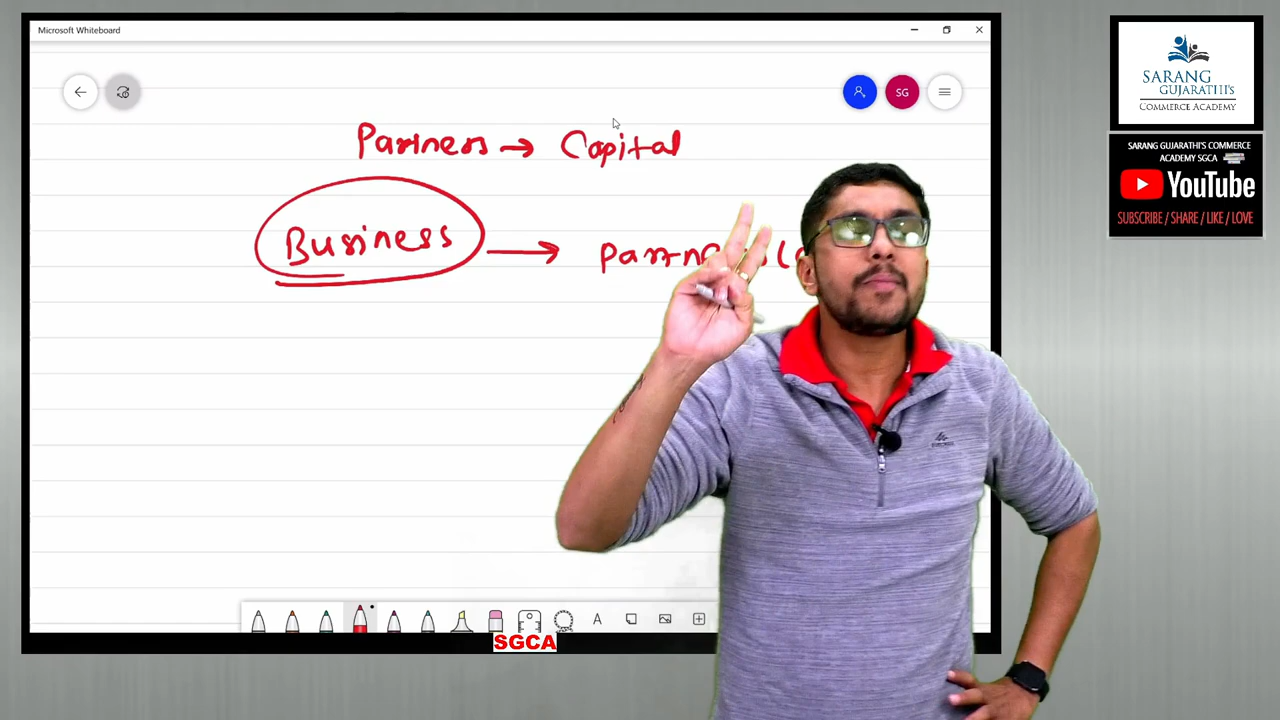 Microsoft Whiteboard
SG
Partners → Capital
Business →
SGCA
SARANG
GUJARATHI'S
COMMERCE ACADEMY
SARANG GUJARATHI'S COMMERCE
ACADEMY SGCA
YouTube
SUBSCRIBE / SHARE / LIKE / LOVE